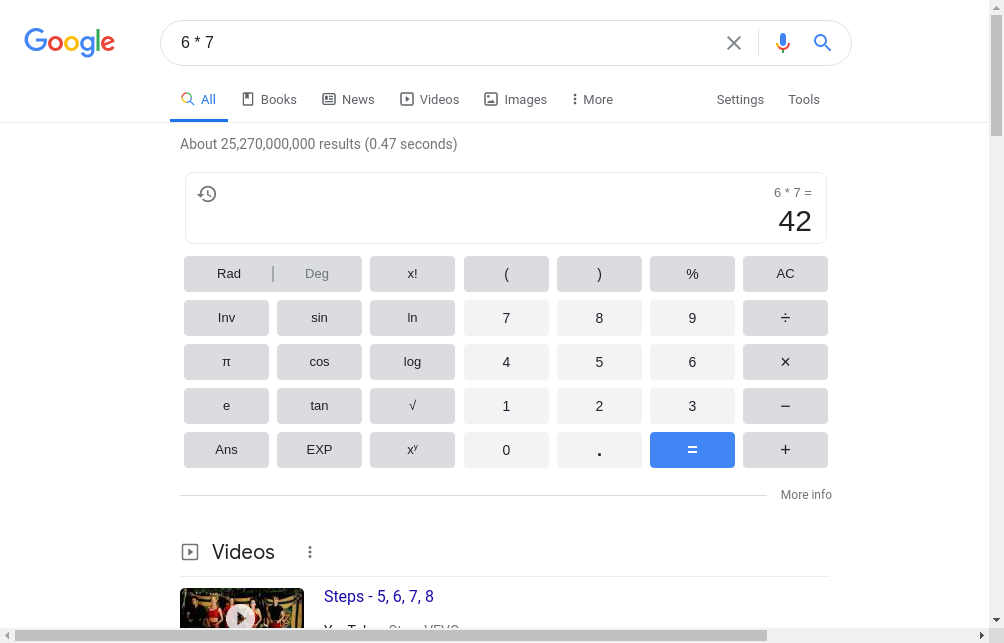 Google
6 * 7
All Books News Videos Images More Settings Tools
About 25,270,000,000 results (0.47 seconds)
6 * 7 =
42
Rad | Deg x! ( ) % AC
Inv sin ln 7 8 9 ÷
π cos log 4 5 6 ×
e tan √ 1 2 3 −
Ans EXP xʸ 0 . = +
More info
Videos
Steps - 5, 6, 7, 8